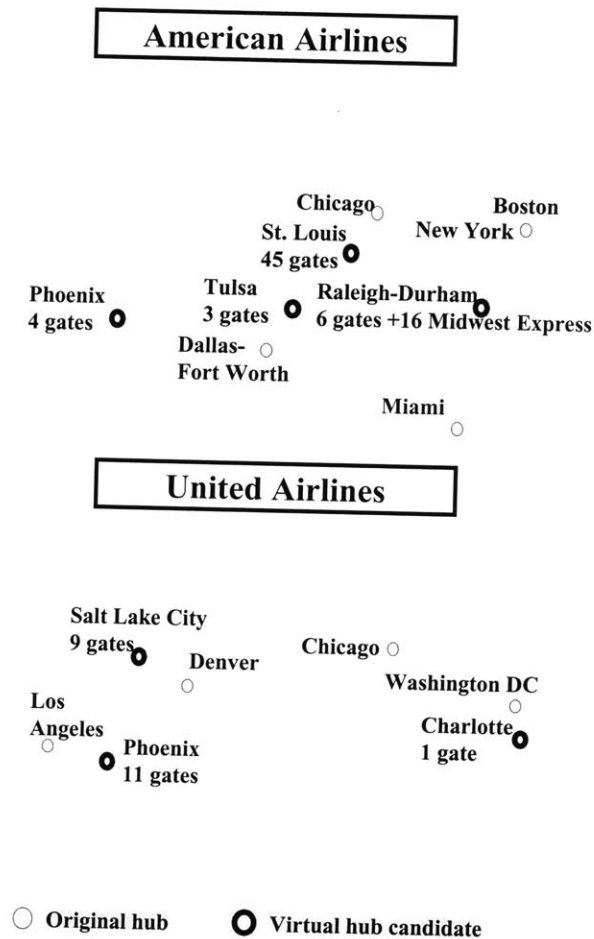 American Airlines
Chicago
Boston
St. Louis
New York
45 gates
Phoenix
4 gates
Tulsa
3 gates
Raleigh-Durham
6 gates +16 Midwest Express
Dallas-
Fort Worth
Miami
United Airlines
Salt Lake City
9 gates
Denver
Chicago
Washington DC
Los
Angeles
Phoenix
11 gates
Charlotte
1 gate
Original hub
Virtual hub candidate